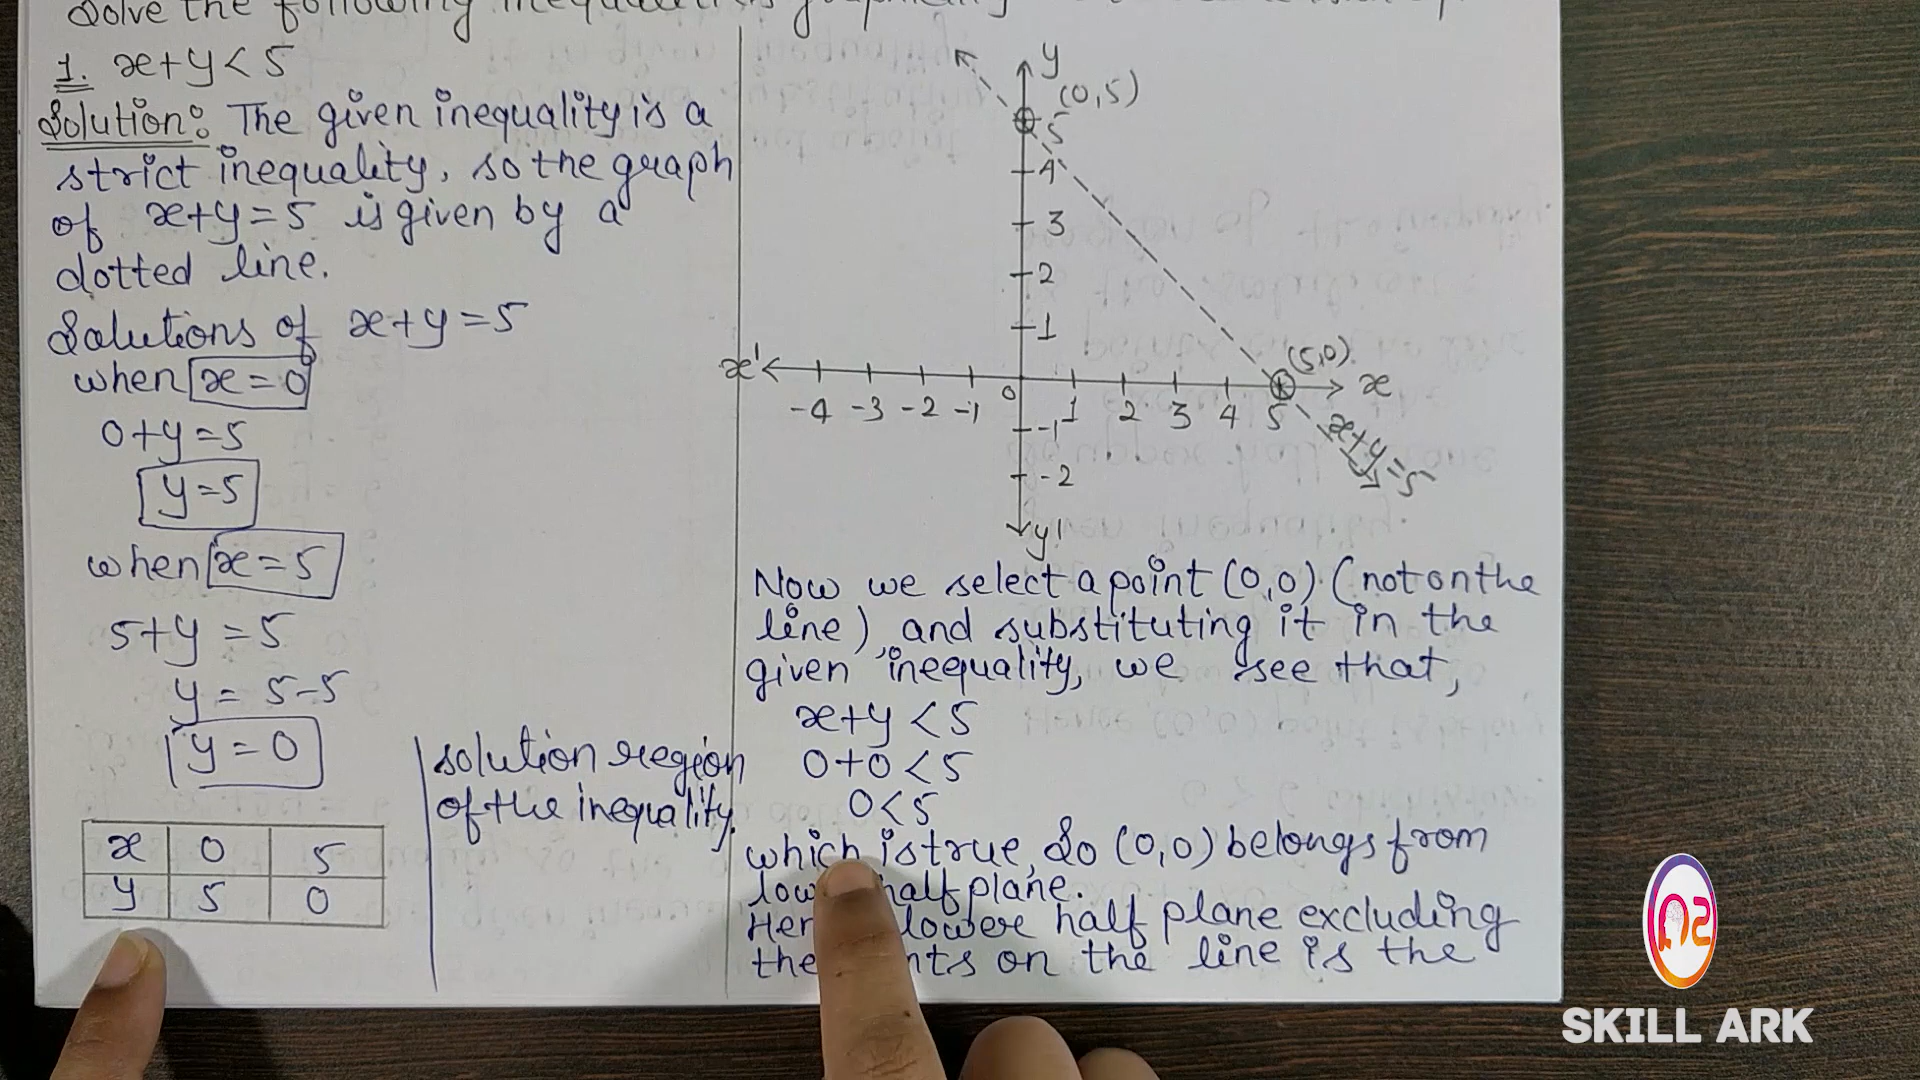 Solve the following
1. x+y<5
Solution: The given inequality is a
strict inequality, so the graph
of x+y=5 is given by a
dotted line.
Solutions of x+y=5
when x=0
0+y=5
y=5
when x=5
5+y=5
y=5-5
y=0
x 0 5
y 5 0
solution region
of the inequality.
y
(0,5)
5
4
3
2
1
(5,0)
x' x
-4 -3 -2 -1 0 1 2 3 4 5
-1
x+y=5
-2
y'
Now we select a point (0,0) (not on the
line) and substituting it in the
given inequality, we see that,
x+y<5
0+0<5
0<5
which is true, So (0,0) belongs from
half plane.
lower half plane excluding
the on the line is the
SKILL ARK